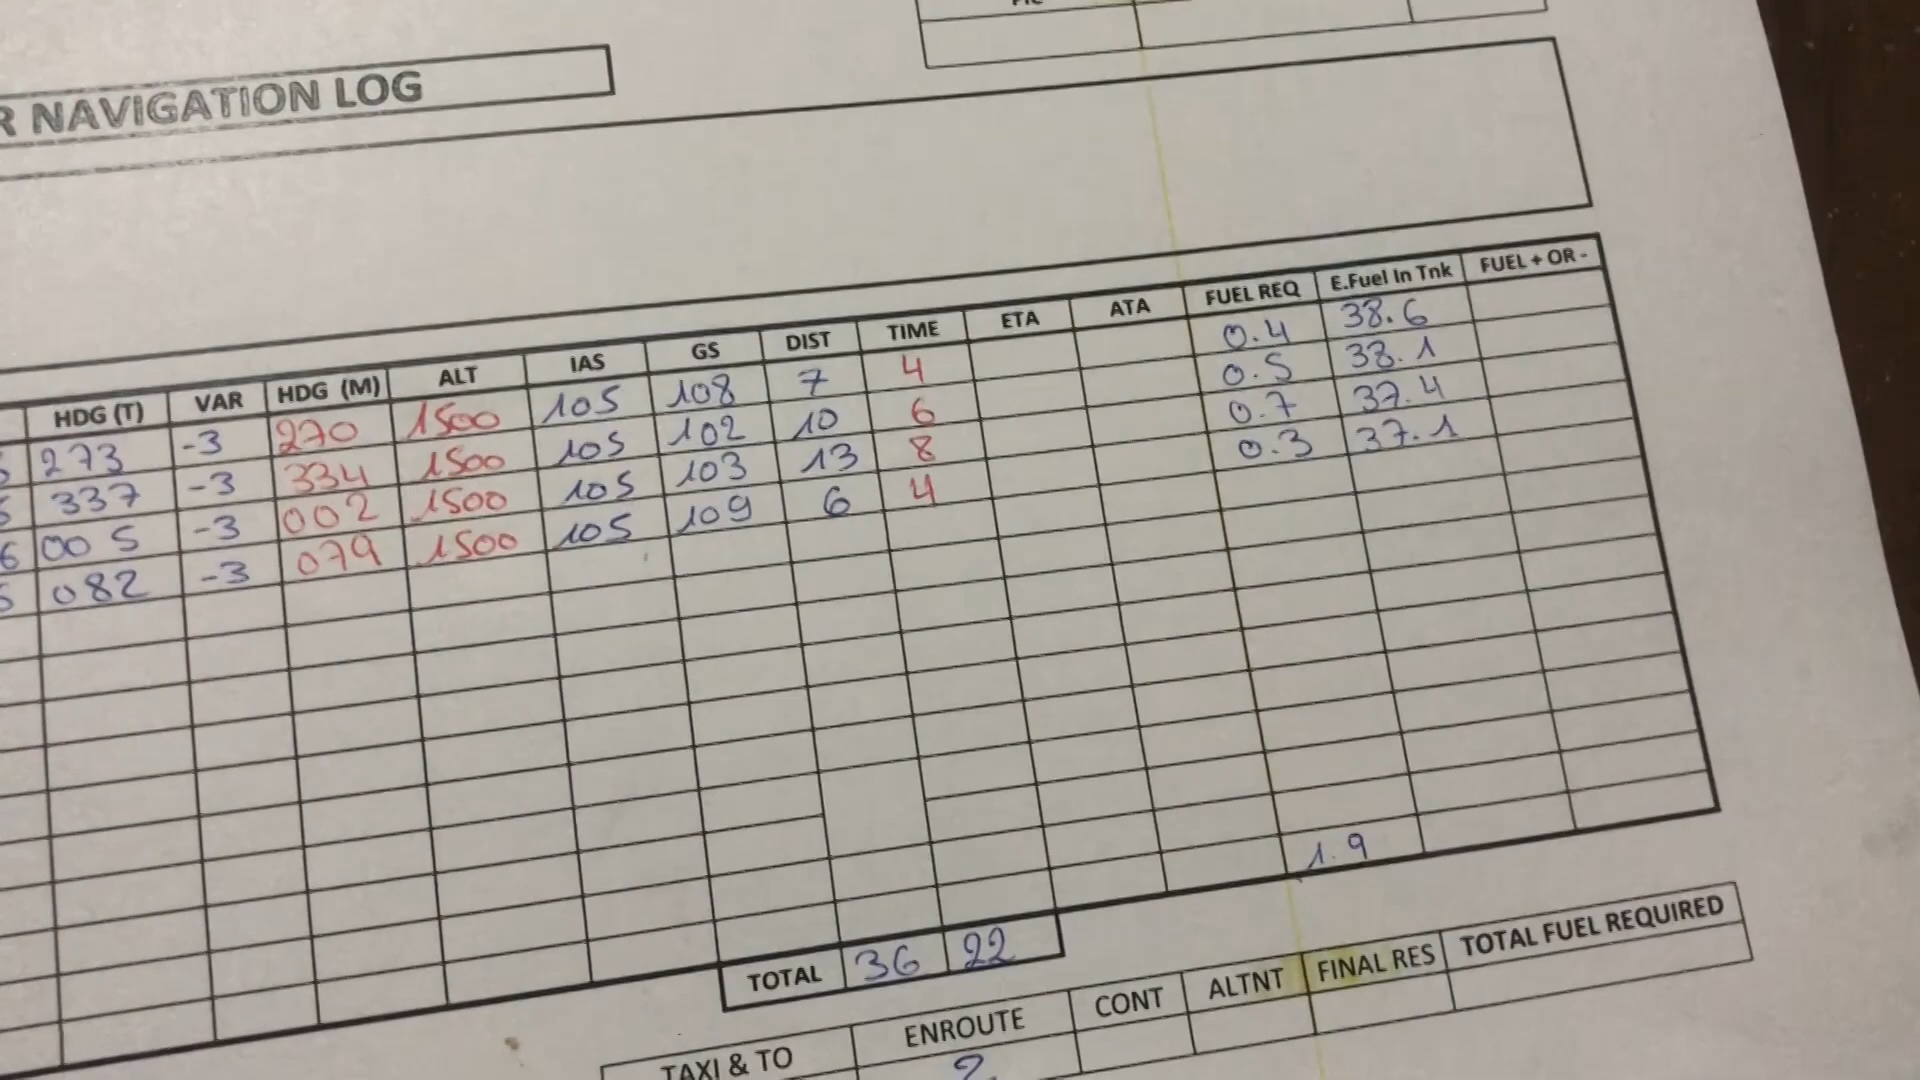 R NAVIGATION LOG
HDG (T) VAR HDG (M) ALT IAS GS DIST TIME ETA ATA FUEL REQ E.Fuel In Tnk FUEL + OR -
273 -3 270 1500 105 108 7 4 0.4 38.6
337 -3 334 1500 105 102 10 6 0.5 38.1
6 005 -3 002 1500 105 103 13 8 0.7 37.4
082 -3 079 1500 105 109 6 4 0.3 37.1
1.9
TOTAL 36 22
TAXI & TO ENROUTE CONT ALTNT FINAL RES TOTAL FUEL REQUIRED